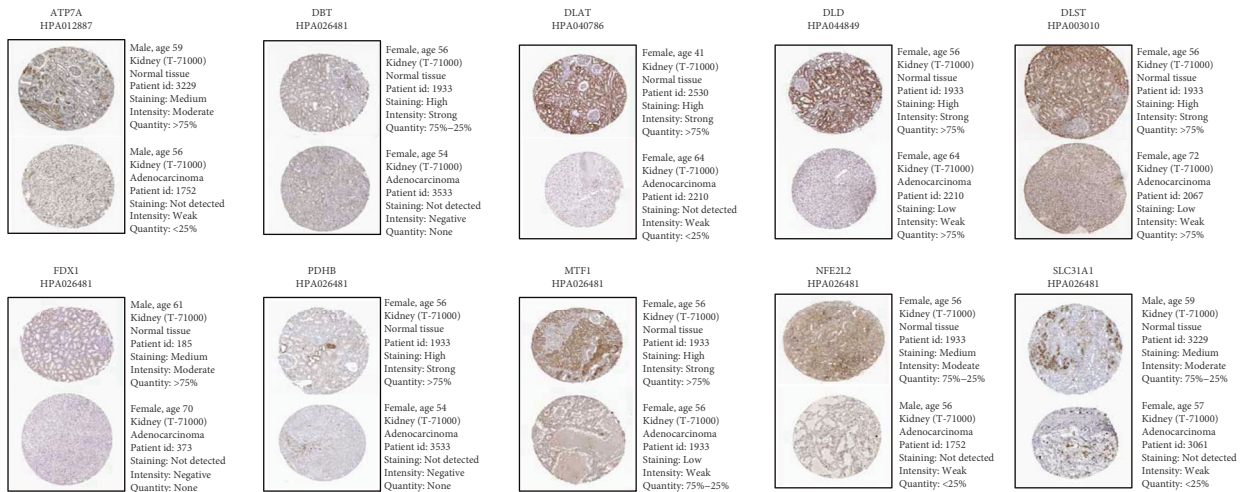 ATP7A
HPA012887
Male, age 59
Kidney (T-71000)
Normal tissue
Patient id: 3229
Staining: Medium
Intensity: Moderate
Quantity: >75%
Male, age 56
Kidney (T-71000)
Adenocarcinoma
Patient id: 1752
Staining: Not detected
Intensity: Weak
Quantity: <25%
DBT
HPA026481
Female, age 56
Kidney (T-71000)
Normal tissue
Patient id: 1933
Staining: High
Intensity: Strong
Quantity: 75%−25%
Female, age 54
Kidney (T-71000)
Adenocarcinoma
Patient id: 3533
Staining: Not detected
Intensity: Negative
Quantity: None
DLAT
HPA040786
Female, age 41
Kidney (T-71000)
Normal tissue
Patient id: 2530
Staining: High
Intensity: Strong
Quantity: >75%
Female, age 64
Kidney (T-71000)
Adenocarcinoma
Patient id: 2210
Staining: Not detected
Intensity: Weak
Quantity: <25%
DLD
HPA044849
Female, age 56
Kidney (T-71000)
Normal tissue
Patient id: 1933
Staining: High
Intensity: Strong
Quantity: >75%
Female, age 64
Kidney (T-71000)
Adenocarcinoma
Patient id: 2210
Staining: Low
Intensity: Weak
Quantity: >75%
DLST
HPA003010
Female, age 56
Kidney (T-71000)
Normal tissue
Patient id: 1933
Staining: High
Intensity: Strong
Quantity: >75%
Female, age 72
Kidney (T-71000)
Adenocarcinoma
Patient id: 2067
Staining: Low
Intensity: Weak
Quantity: >75%
FDX1
HPA026481
Male, age 61
Kidney (T-71000)
Normal tissue
Patient id: 185
Staining: Medium
Intensity: Moderate
Quantity: >75%
Female, age 70
Kidney (T-71000)
Adenocarcinoma
Patient id: 373
Staining: Not detected
Intensity: Negative
Quantity: None
PDHB
HPA026481
Female, age 56
Kidney (T-71000)
Normal tissue
Patient id: 1933
Staining: High
Intensity: Strong
Quantity: >75%
Female, age 54
Kidney (T-71000)
Adenocarcinoma
Patient id: 3533
Staining: Not detected
Intensity: Negative
Quantity: None
MTF1
HPA026481
Female, age 56
Kidney (T-71000)
Normal tissue
Patient id: 1933
Staining: High
Intensity: Strong
Quantity: >75%
Female, age 56
Kidney (T-71000)
Adenocarcinoma
Patient id: 1933
Staining: Low
Intensity: Weak
Quantity: 75%−25%
NFE2L2
HPA026481
Female, age 56
Kidney (T-71000)
Normal tissue
Patient id: 1933
Staining: Medium
Intensity: Modeate
Quantity: 75%−25%
Male, age 56
Kidney (T-71000)
Adenocarcinoma
Patient id: 1752
Staining: Not detected
Intensity: Weak
Quantity: <25%
SLC31A1
HPA026481
Male, age 59
Kidney (T-71000)
Normal tissue
Patient id: 3229
Staining: Medium
Intensity: Moderate
Quantity: 75%−25%
Female, age 57
Kidney (T-71000)
Adenocarcinoma
Patient id: 3061
Staining: Not detected
Intensity: Weak
Quantity: <25%